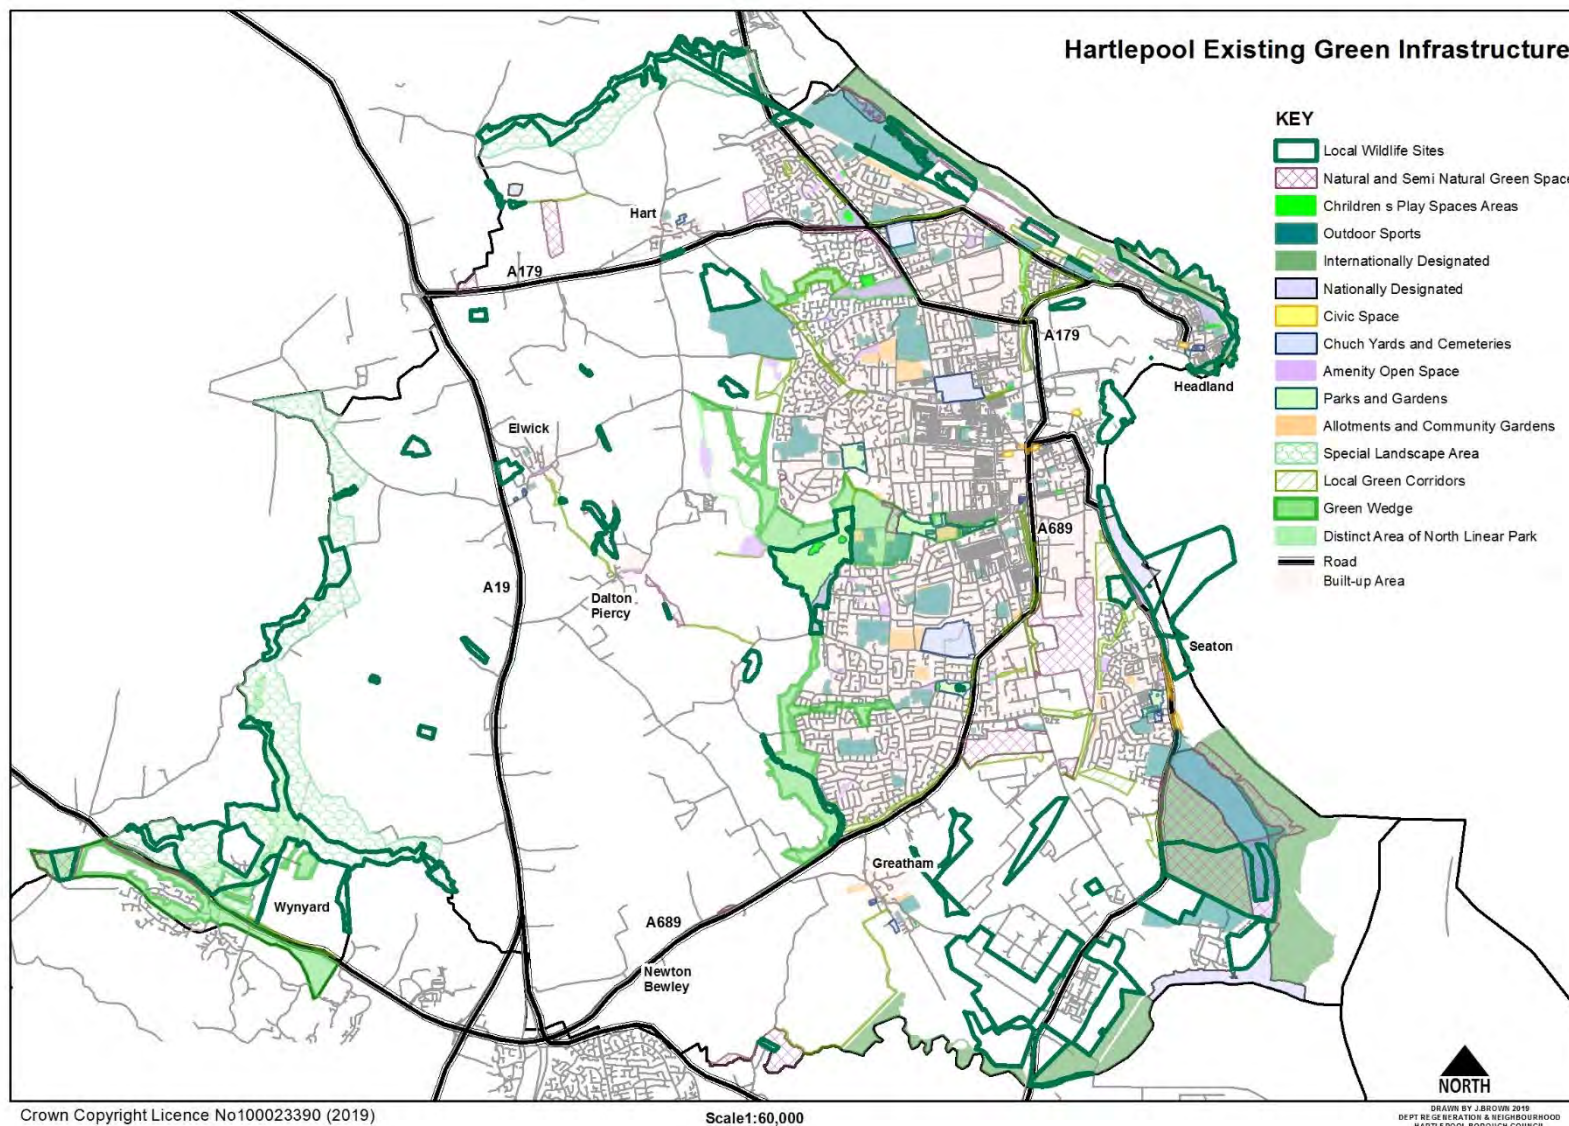 Hartlepool Existing Green Infrastructure
KEY
Local Wildlife Sites
Natural and Semi Natural Green Space
Chrildren s Play Spaces Areas
Outdoor Sports
Internationally Designated
Nationally Designated
Civic Space
Chuch Yards and Cemeteries
Amenity Open Space
Parks and Gardens
Allotments and Community Gardens
Special Landscape Area
Local Green Corridors
Green Wedge
Distinct Area of North Linear Park
Road
Built-up Area
Hart
A179
A179
Headland
Elwick
A689
A19
Dalton
Piercy
Seaton
Greatham
Wynyard
A689
Newton
Bewley
NORTH
Crown Copyright Licence No100023390 (2019)
Scale1:60,000
DRAWN BY J.BROWN 2019
DEPT REGENERATION & NEIGHBOURHOOD
HARTLEPOOL BOROUGH COUNCIL